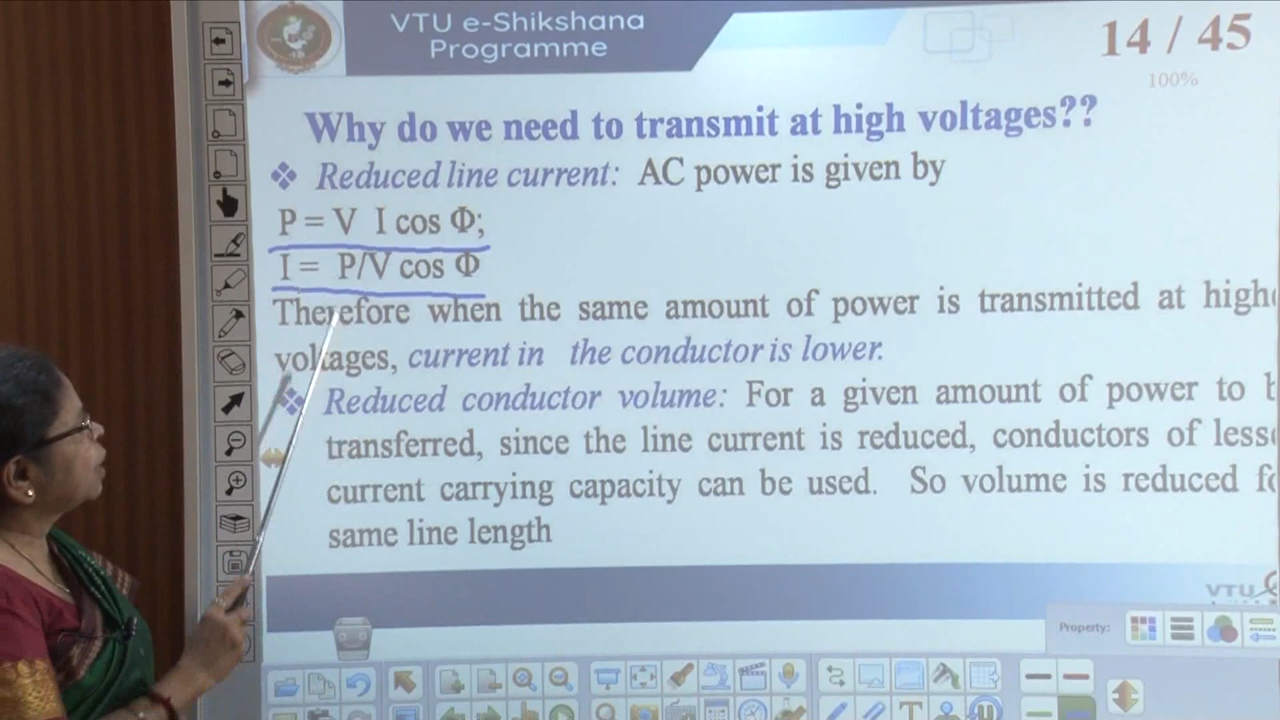 VTU e-Shikshana
Programme
14 / 45
100%
Why do we need to transmit at high voltages??
Reduced line current: AC power is given by
P = V I cos Φ;
I = P/V cos Φ
Therefore when the same amount of power is transmitted at high
voltages, current in the conductor is lower.
Reduced conductor volume: For a given amount of power to b
transferred, since the line current is reduced, conductors of less
current carrying capacity can be used. So volume is reduced fo
same line length
VTU
Property: